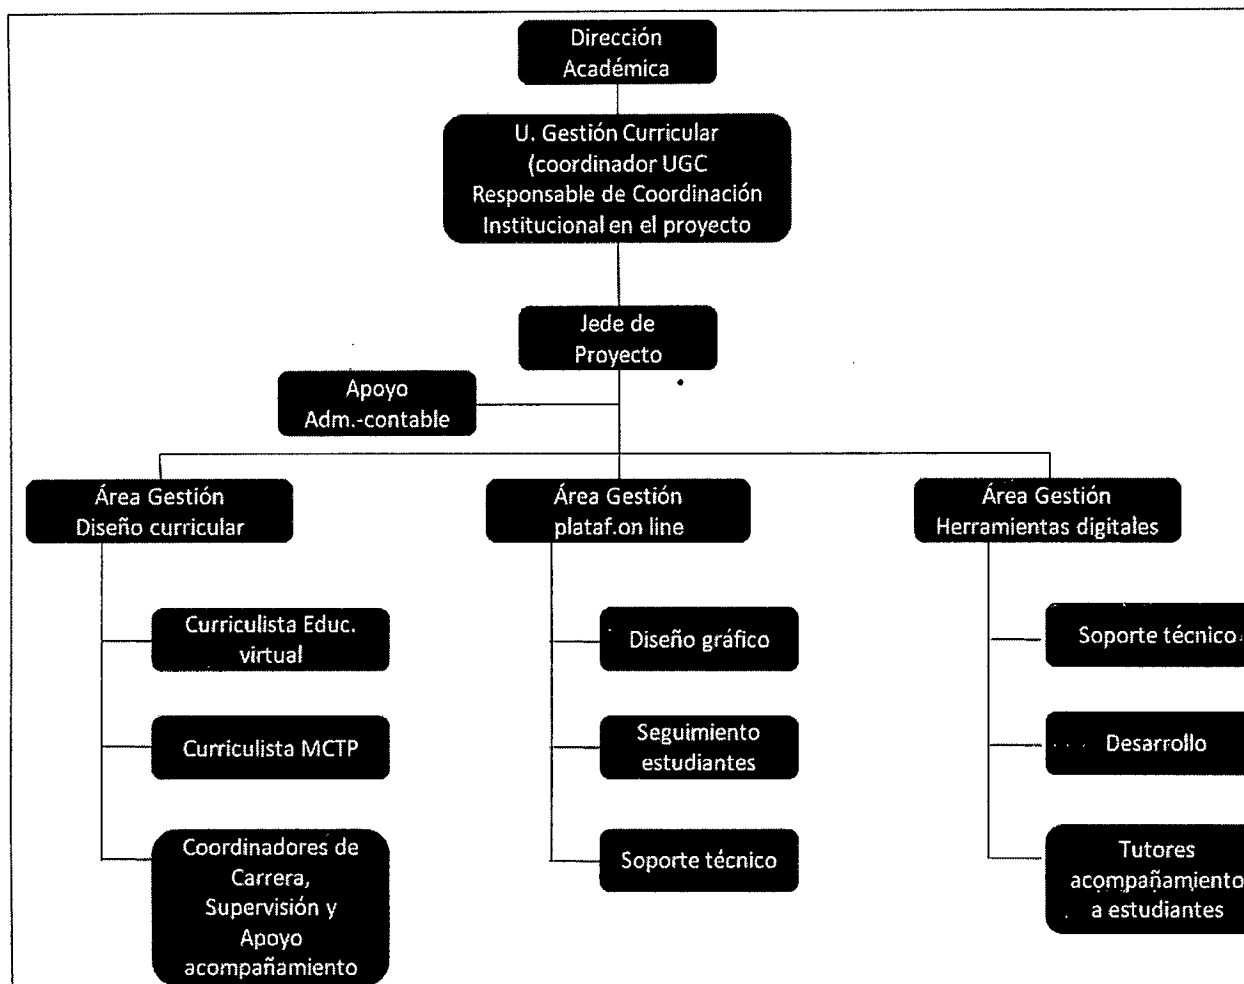 Dirección
Académica
U. Gestión Curricular
(coordinador UGC
Responsable de Coordinación
Institucional en el proyecto
Jede de
Proyecto
Apoyo
Adm.-contable
Área Gestión
Diseño curricular
Área Gestión
plataf.on line
Área Gestión
Herramientas digitales
Curriculista Educ.
virtual
Diseño gráfico
Soporte técnico
Curriculista MCTP
Seguimiento
estudiantes
Desarrollo
Coordinadores de
Carrera,
Supervisión y
Apoyo
acompañamiento
Soporte técnico
Tutores
acompañamiento
a estudiantes